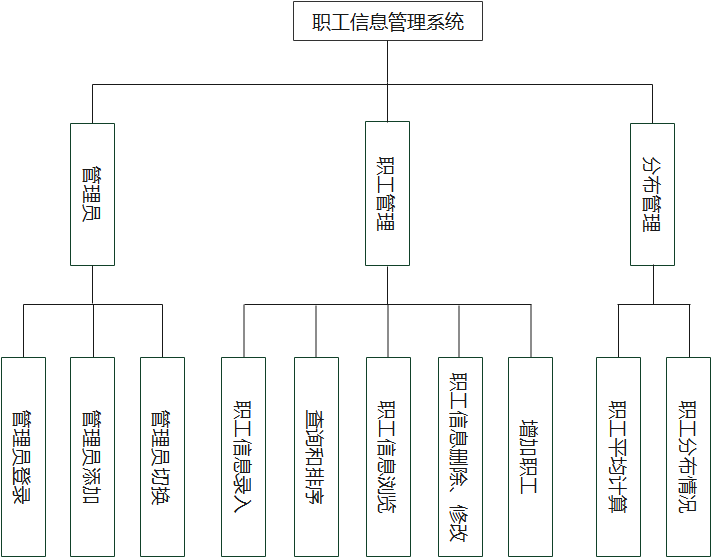 职工信息管理系统
管理员
职工管理
分布管理
管理员登录
管理员添加
管理员切换
职工信息录入
查询和排序
职工信息浏览
职工信息删除、修改
增加职工
职工平均计算
职工分布情况